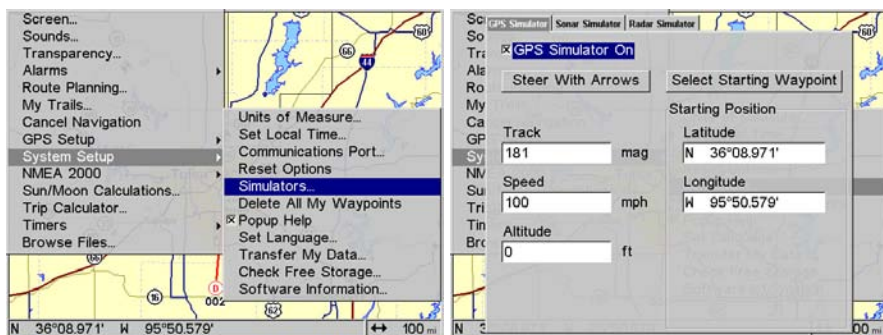 Screen...
Sounds...
Transparency...
Alarms
Route Planning...
My Trails...
Cancel Navigation
GPS Setup
System Setup
NMEA 2000
Sun/Moon Calculations...
Trip Calculator...
Timers
Browse Files...
Units of Measure...
Set Local Time...
Communications Port...
Reset Options
Simulators...
Delete All My Waypoints
Popup Help
Set Language...
Transfer My Data...
Check Free Storage...
Software Information...
60
66
44
66
16
D
002
62
N 36°08.971' W 95°50.579' ↔ 100 mi
GPS Simulator Sonar Simulator Radar Simulator
GPS Simulator On
Steer With Arrows Select Starting Waypoint
Starting Position
Track Latitude
181 mag N 36°08.971'
Speed Longitude
100 mph W 95°50.579'
Altitude
0 ft
60